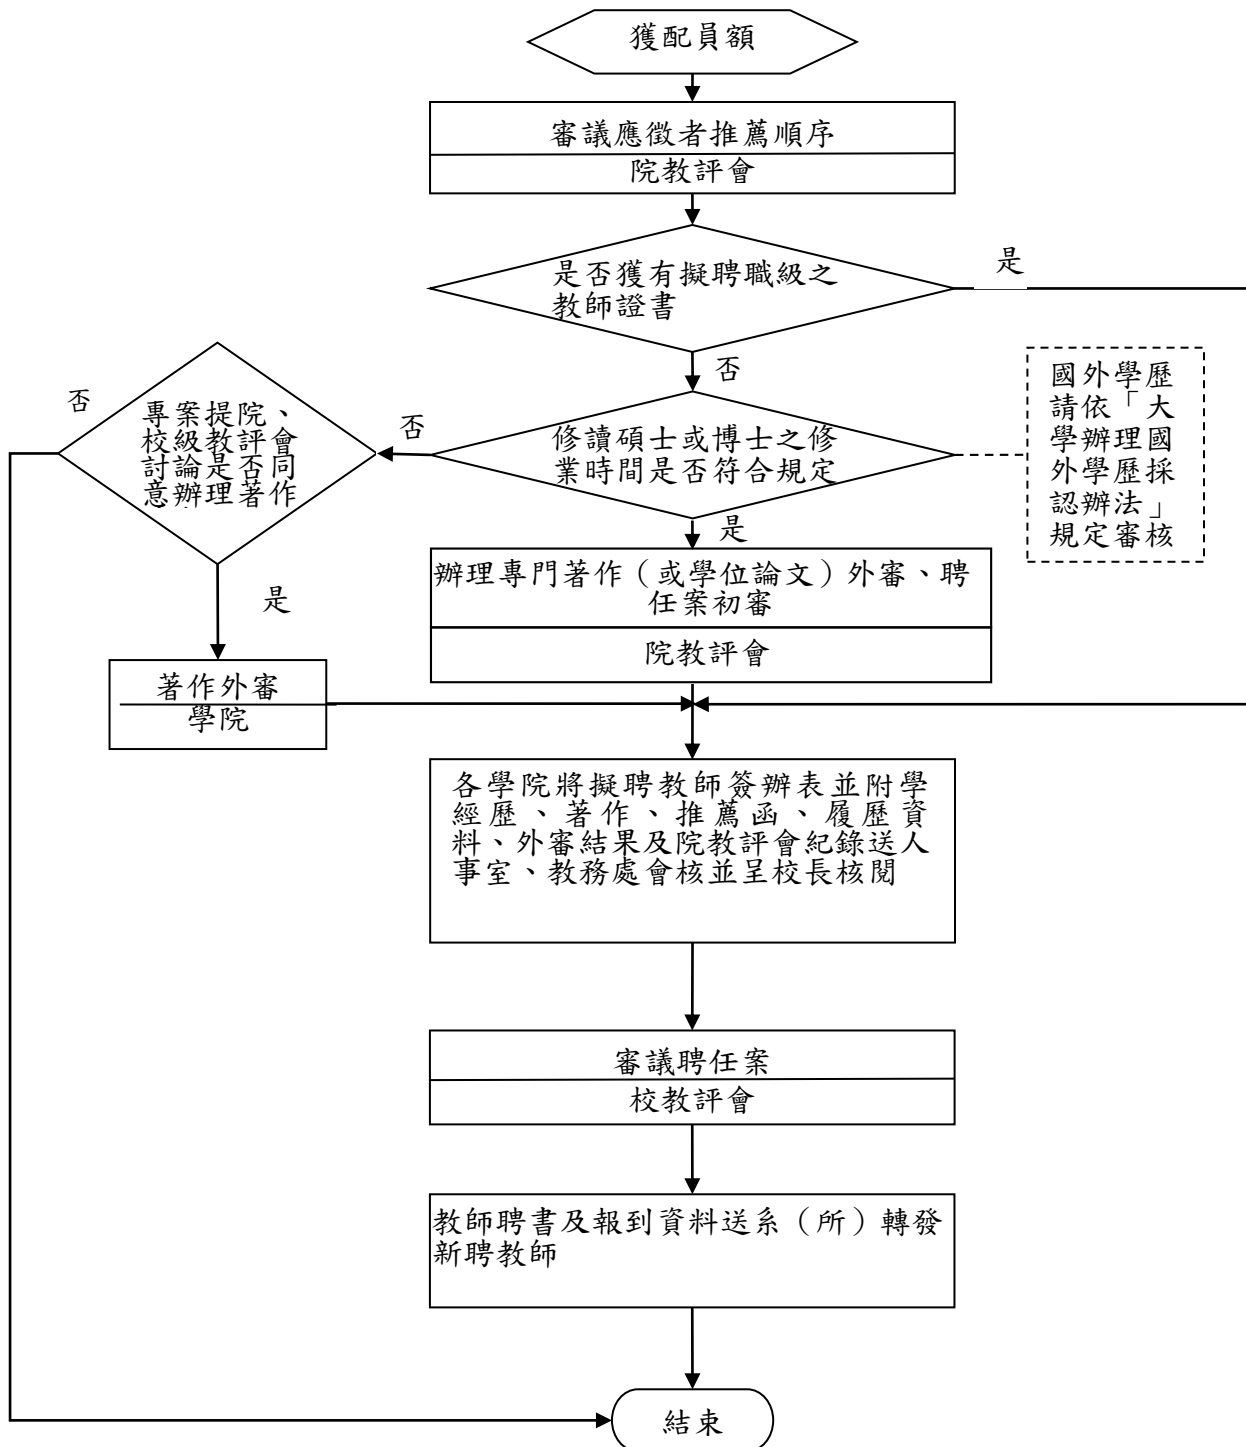 獲配員額
審議應徵者推薦順序
院教評會
是否獲有擬聘職級之
教師證書
是
否
國外學歷
請依「大
學辦理國
外學歷採
認辦法」
規定審核
修讀碩士或博士之修
業時間是否符合規定
否
專案提院、
校級教評會
討論是否同
意辦理著作
否
是
是
辦理專門著作（或學位論文）外審、聘
任案初審
院教評會
著作外審
學院
各學院將擬聘教師簽辦表並附學
經歷、著作、推薦函、履歷資
料、外審結果及院教評會紀錄送人
事室、教務處會核並呈校長核閱
審議聘任案
校教評會
教師聘書及報到資料送系（所）轉發
新聘教師
結束